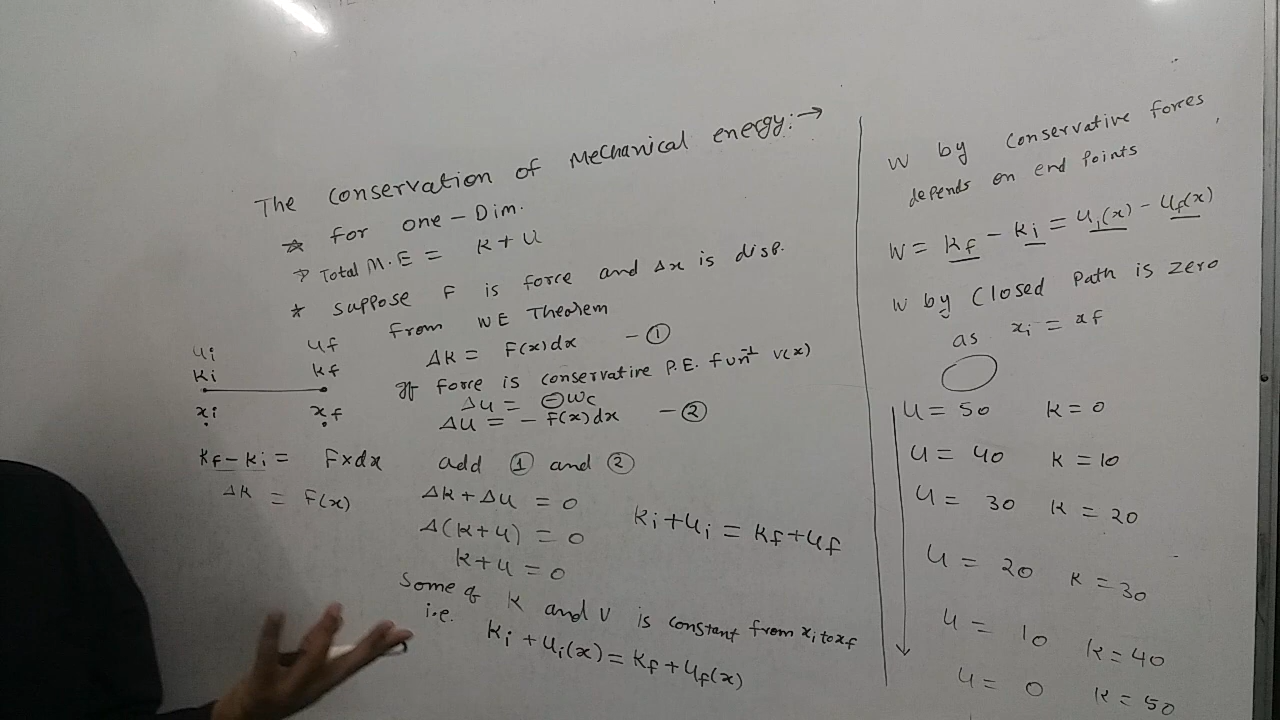 The Conservation of Mechanical energy:→
☆ for one-Dim.
⇒ Total M.E = K + U
* suppose F is force and Δx is disp.
from WE Theorem
ΔK = F(x)dx - ①
If force is conservative P.E. funⁿ V(x)
ΔU = ⊖Wc
ΔU = - F(x)dx - ②
add ① and ②
ΔK + ΔU = 0
Δ(K+U) = 0
K+U = 0
Some of K and U is constant from xi to xf
i.e.
Ki + Ui(x) = Kf + Uf(x)
Ki + Ui = Kf + Uf
Ui Uf
Ki Kf
xi xf
Kf - Ki = Fxdx
ΔK = F(x)
W by Conservative forces,
depends on end Points
W = Kf - Ki = Ui(x) - Uf(x)
W by Closed Path is zero
as xi = xf
U = 50 K = 0
U = 40 K = 10
U = 30 K = 20
U = 20 K = 30
U = 10 K = 40
U = 0 K = 50